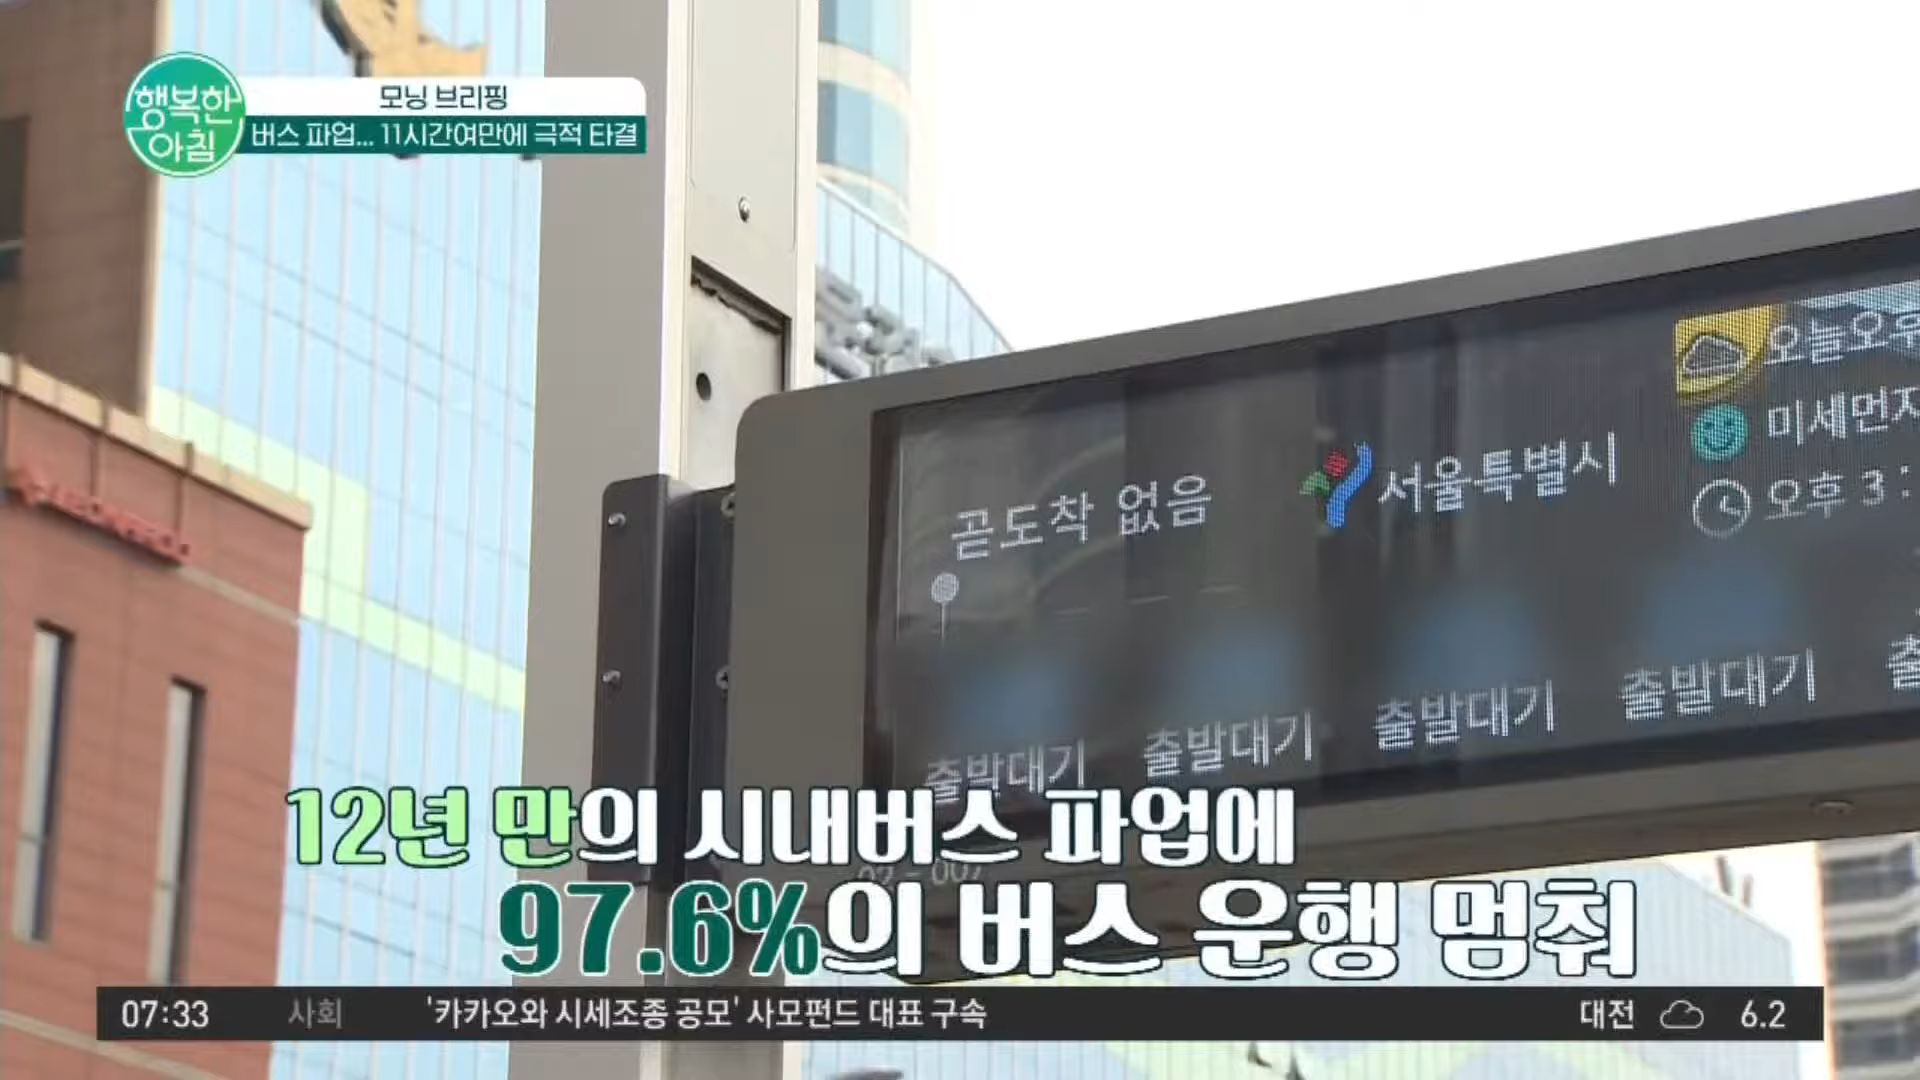 행복한
아침
모닝 브리핑
버스 파업... 11시간여만에 극적 타결
오늘오후
미세먼지
오후 3:
곧도착 없음
서울특별시
출발대기 출발대기 출발대기 출발대기
12년 만의 시내버스 파업에
97.6%의 버스 운행 멈춰
07:33 사회 '카카오와 시세조종 공모' 사모펀드 대표 구속 대전 6.2